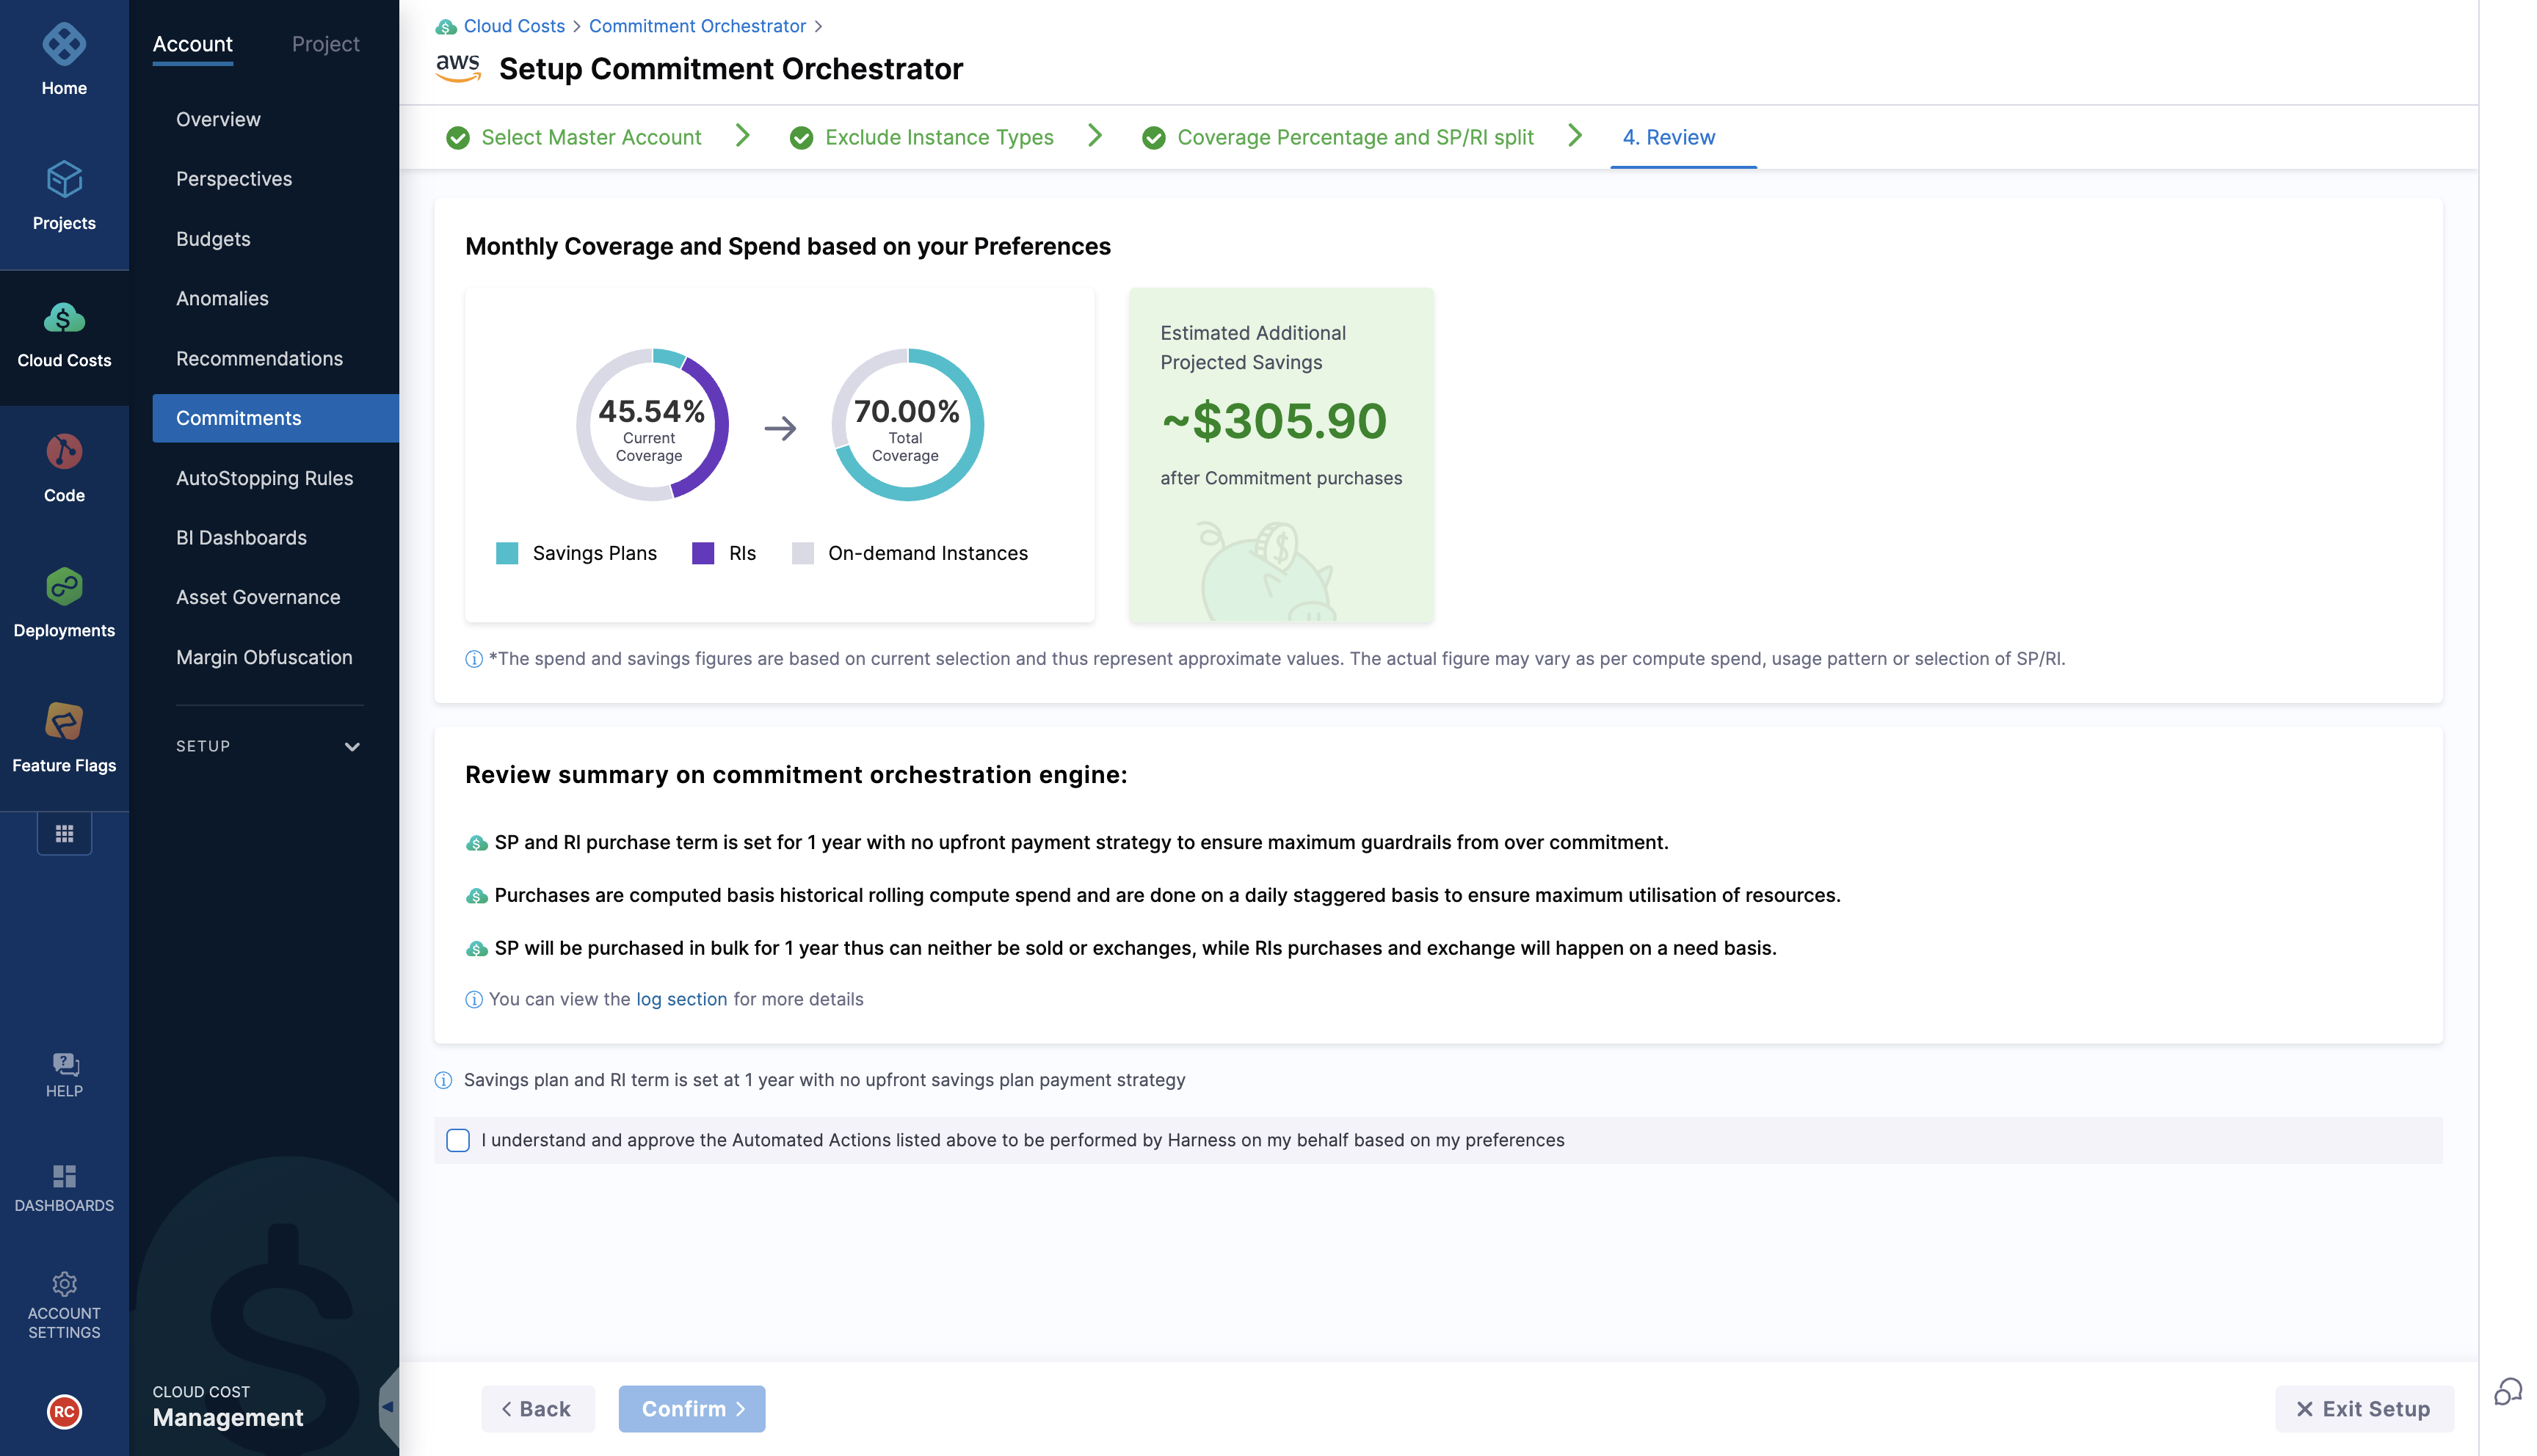 Home
Projects
Cloud Costs
Code
Deployments
Feature Flags
HELP
DASHBOARDS
ACCOUNT
SETTINGS
RC
Account
Project
Overview
Perspectives
Budgets
Anomalies
Recommendations
Commitments
AutoStopping Rules
BI Dashboards
Asset Governance
Margin Obfuscation
SETUP
CLOUD COST
Management
Cloud Costs > Commitment Orchestrator >
aws
Setup Commitment Orchestrator
Select Master Account
Exclude Instance Types
Coverage Percentage and SP/RI split
4. Review
Monthly Coverage and Spend based on your Preferences
45.54%
Current
Coverage
70.00%
Total
Coverage
Savings Plans
RIs
On-demand Instances
Estimated Additional
Projected Savings
~$305.90
after Commitment purchases
*The spend and savings figures are based on current selection and thus represent approximate values. The actual figure may vary as per compute spend, usage pattern or selection of SP/RI.
Review summary on commitment orchestration engine:
SP and RI purchase term is set for 1 year with no upfront payment strategy to ensure maximum guardrails from over commitment.
Purchases are computed basis historical rolling compute spend and are done on a daily staggered basis to ensure maximum utilisation of resources.
SP will be purchased in bulk for 1 year thus can neither be sold or exchanges, while RIs purchases and exchange will happen on a need basis.
You can view the log section for more details
Savings plan and RI term is set at 1 year with no upfront savings plan payment strategy
I understand and approve the Automated Actions listed above to be performed by Harness on my behalf based on my preferences
Back
Confirm
Exit Setup